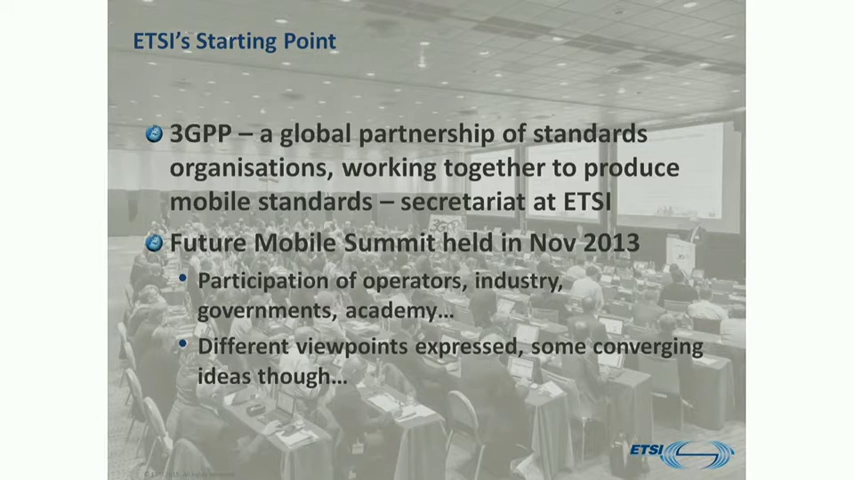 ETSI's Starting Point
3GPP – a global partnership of standards
organisations, working together to produce
mobile standards – secretariat at ETSI
Future Mobile Summit held in Nov 2013
Participation of operators, industry,
governments, academy…
Different viewpoints expressed, some converging
ideas though…
ETSI